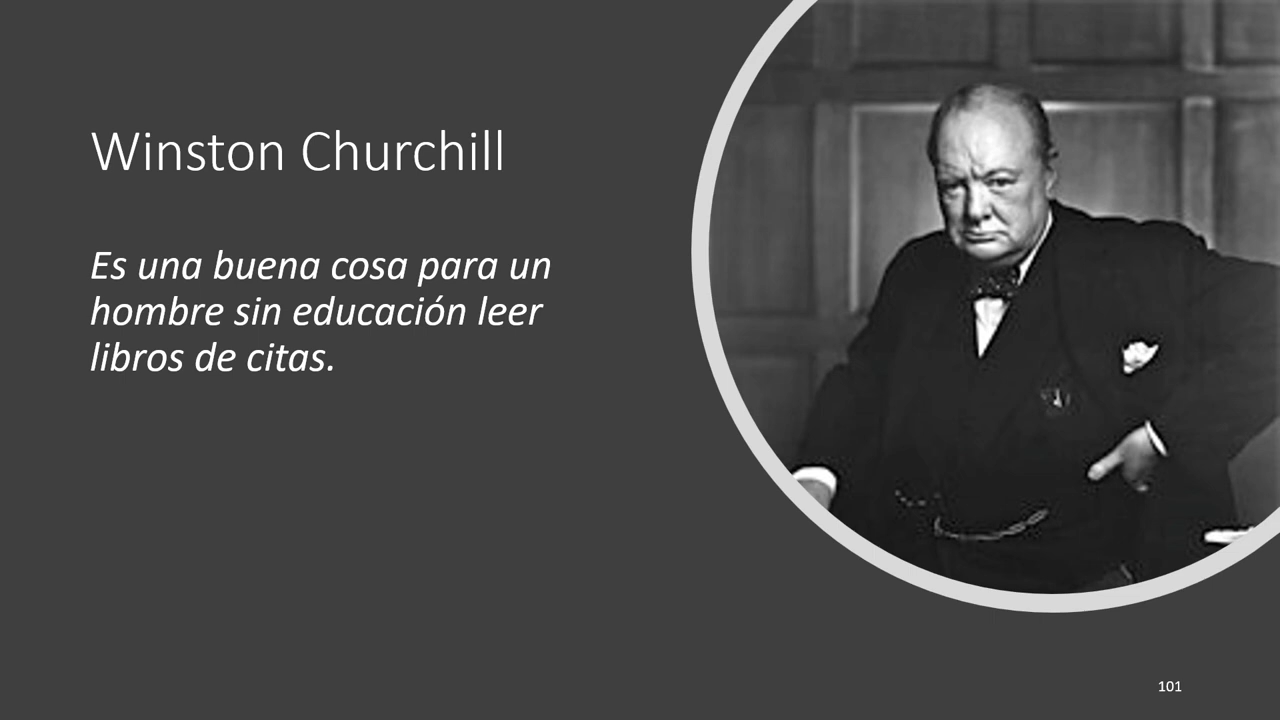 Winston Churchill
Es una buena cosa para un
hombre sin educación leer
libros de citas.
101